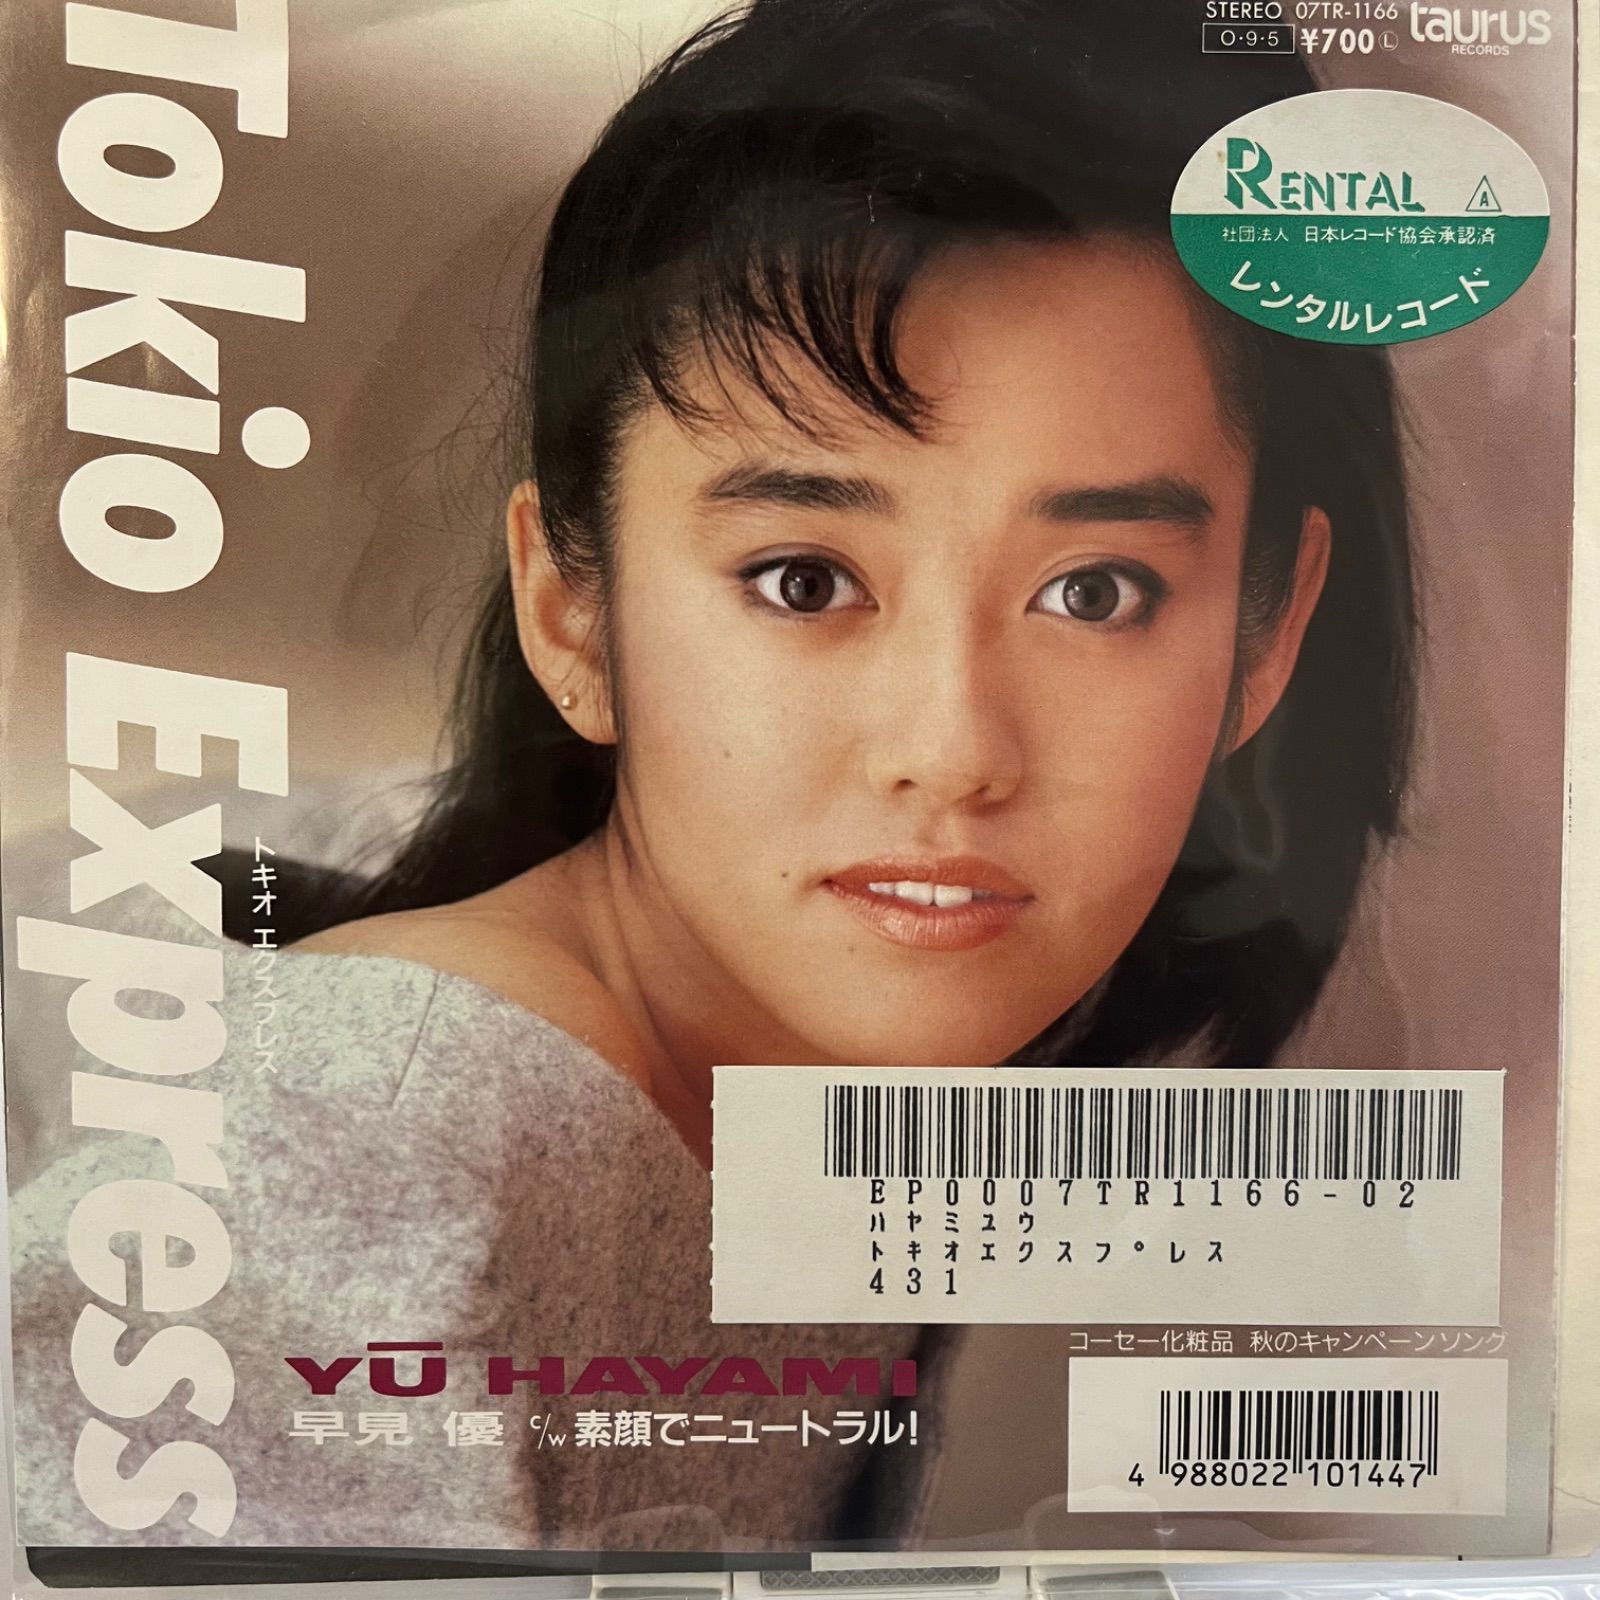 STEREO 07TR-1166
0・9・5 ¥700 Ⓛ
taurus
RECORDS
RENTAL A
社団法人 日本レコード協会承認済
レンタルレコード
Tokio Express
トキオ エクスプレス
EP0007TR1166-02
ハヤミユウ
トキオエクスプレス
431
コーセー化粧品 秋のキャンペーンソング
YŪ HAYAMI
早見 優 c/w 素顔でニュートラル!
4 988022 101447